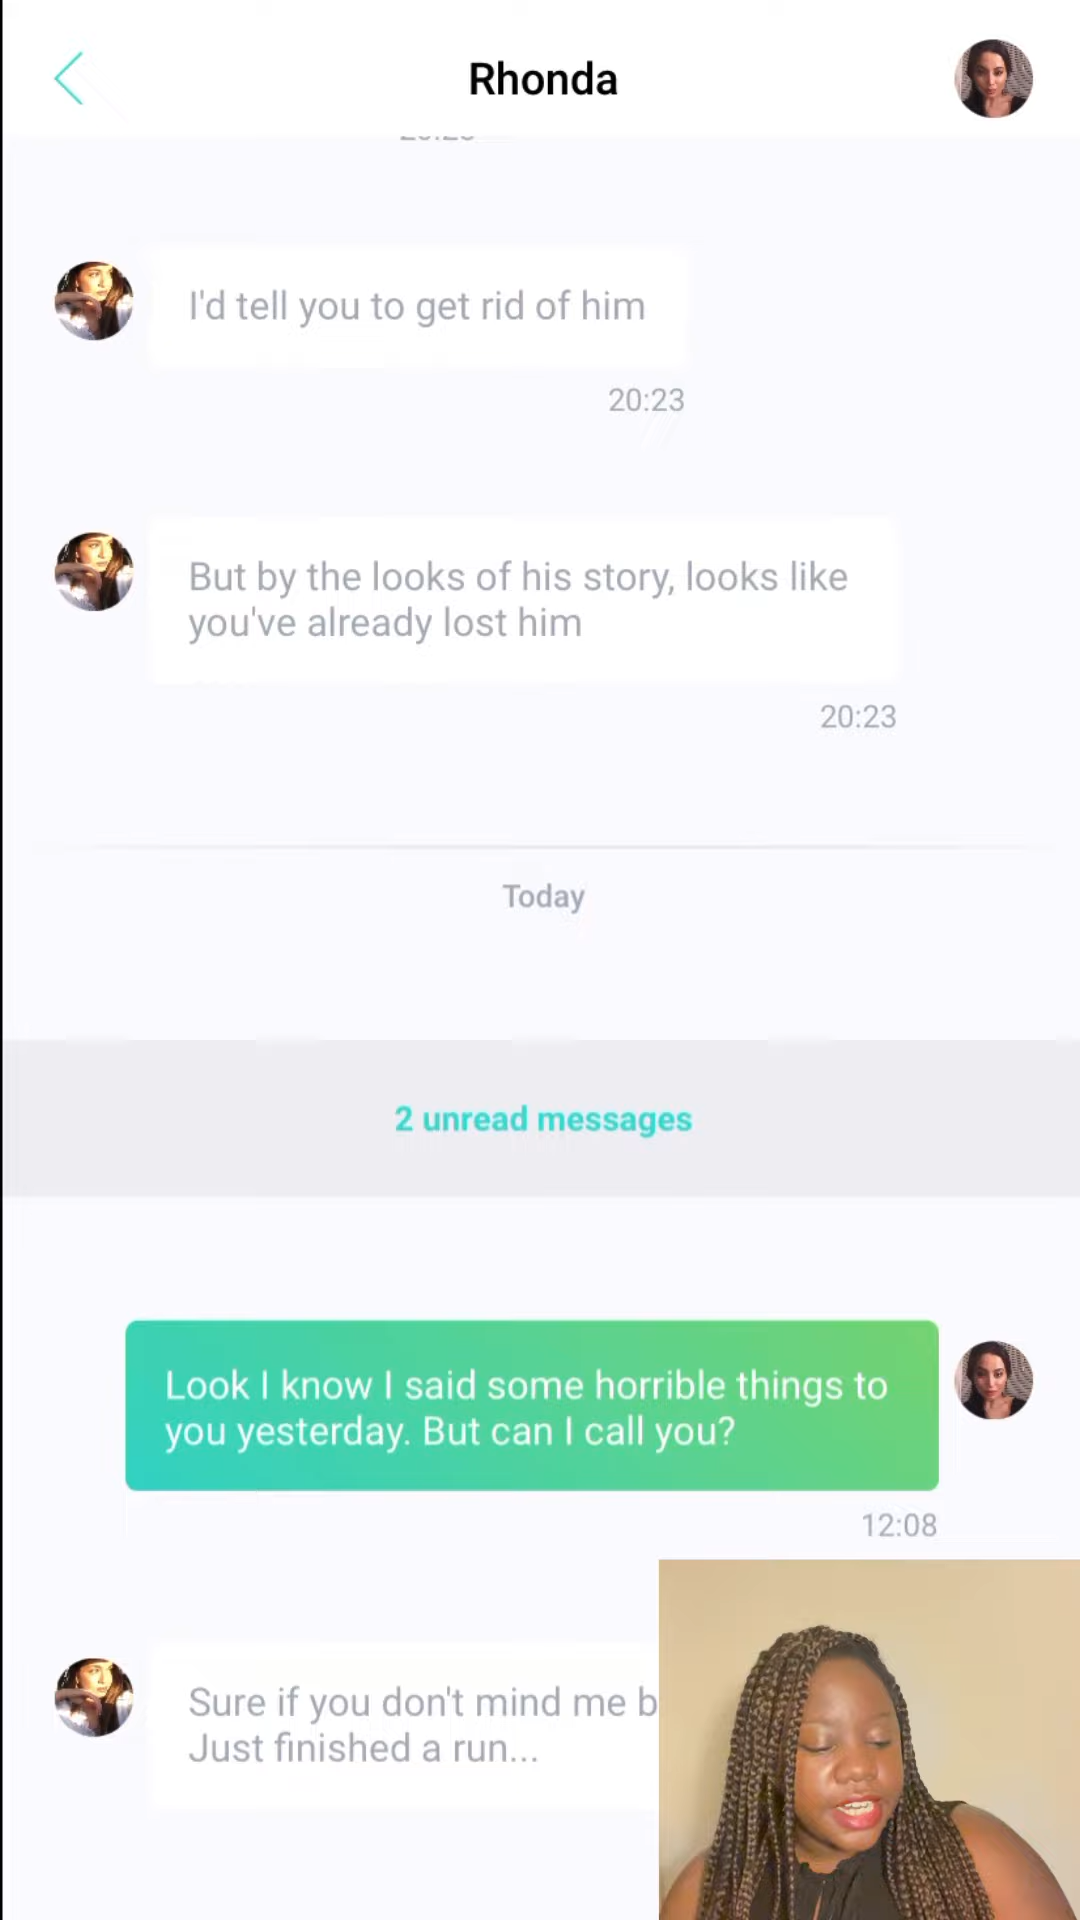 Rhonda
I'd tell you to get rid of him
20:23
But by the looks of his story, looks like
you've already lost him
20:23
Today
2 unread messages
Look I know I said some horrible things to
you yesterday. But can I call you?
12:08
Sure if you don't mind me
Just finished a run...